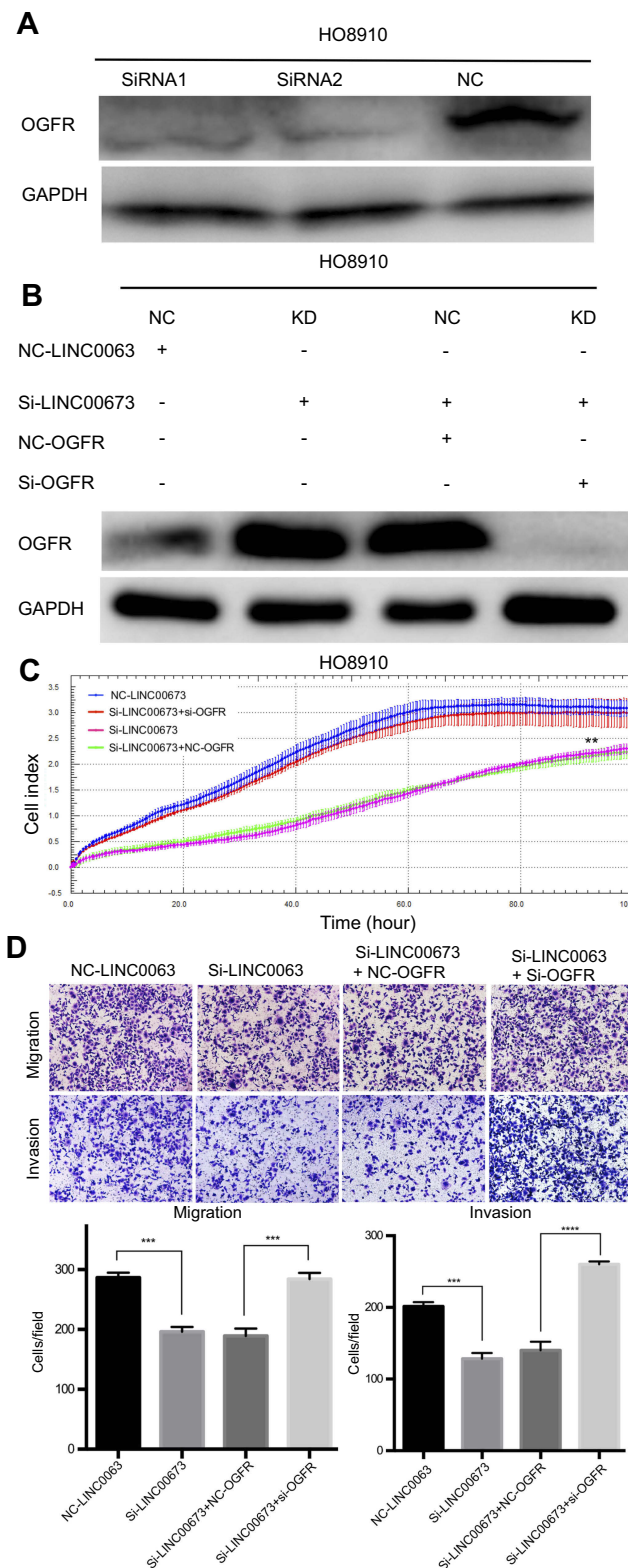 A
HO8910
SiRNA1 SiRNA2 NC
OGFR
GAPDH
HO8910
B
NC KD NC KD
NC-LINC0063 + - - -
Si-LINC00673 - + + +
NC-OGFR - - + -
Si-OGFR - - - +
OGFR
GAPDH
C
HO8910
NC-LINC00673
Si-LINC00673+si-OGFR
Si-LINC00673
Si-LINC00673+NC-OGFR
**
Cell index
3.5
3.0
2.5
2.0
1.5
1.0
0.5
0.0
-0.5
0.0 20.0 40.0 60.0 80.0 10
Time (hour)
D
NC-LINC0063 Si-LINC0063 Si-LINC00673 + NC-OGFR Si-LINC0063 + Si-OGFR
Migration
Invasion
Migration
***
***
Cells/field
300
200
300
0
NC-LINC0063
Si-LINC00673
Si-LINC00673+NC-OGFR
Si-LINC00673+si-OGFR
Invasion
***
****
Cells/field
300
200
100
0
NC-LINC0063
Si-LINC00673
Si-LINC00673+NC-OGFR
Si-LINC00673+si-OGFR